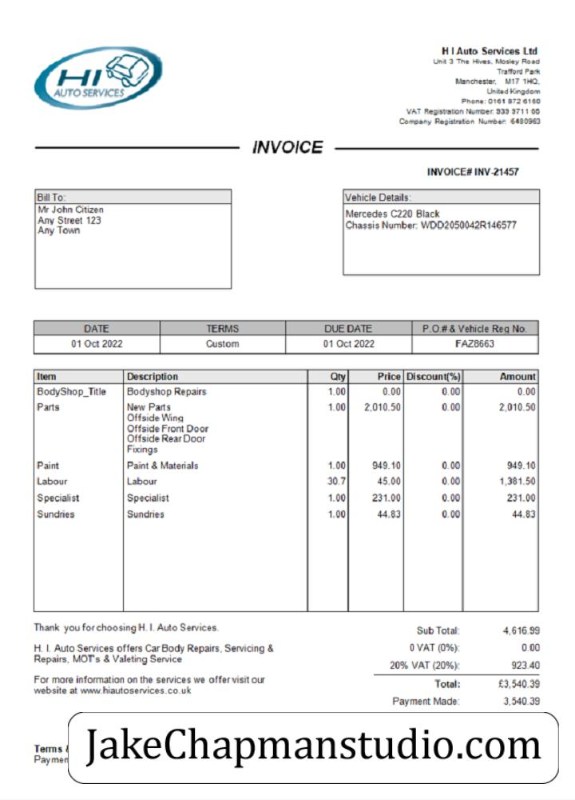 HI
AUTO SERVICES
H I Auto Services Ltd
Unit 3 The Hives, Mosley Road
Trafford Park
Manchester, M17 1HQ,
United Kingdom
Phone: 0161 872 6160
VAT Registration Number: 939 9711 66
Company Registration Number: 6480963
INVOICE
INVOICE# INV-21457
Bill To:
Mr John Citizen
Any Street 123
Any Town
Vehicle Details:
Mercedes C220 Black
Chassis Number: WDD2050042R146577
DATE TERMS DUE DATE P.O.# & Vehicle Reg No.
01 Oct 2022 Custom 01 Oct 2022 FAZ6663
Item Description Qty Price Discount(%) Amount
BodyShop_Title Bodyshop Repairs 1.00 0.00 0.00 0.00
Parts New Parts 1.00 2,010.50 0.00 2,010.50
Offside Wing
Offside Front Door
Offside Rear Door
Fixings
Paint Paint & Materials 1.00 949.10 0.00 949.10
Labour Labour 30.7 45.00 0.00 1,381.50
Specialist Specialist 1.00 231.00 0.00 231.00
Sundries Sundries 1.00 44.83 0.00 44.83
Thank you for choosing H. I. Auto Services.
H. I. Auto Services offers Car Body Repairs, Servicing &
Repairs, MOT's & Valeting Service
For more information on the services we offer visit our
website at www.hiautoservices.co.uk
Sub Total: 4,616.99
0 VAT (0%): 0.00
20% VAT (20%): 923.40
Total: £3,540.39
Payment Made: 3,540.39
Terms
JakeChapmanstudio.com